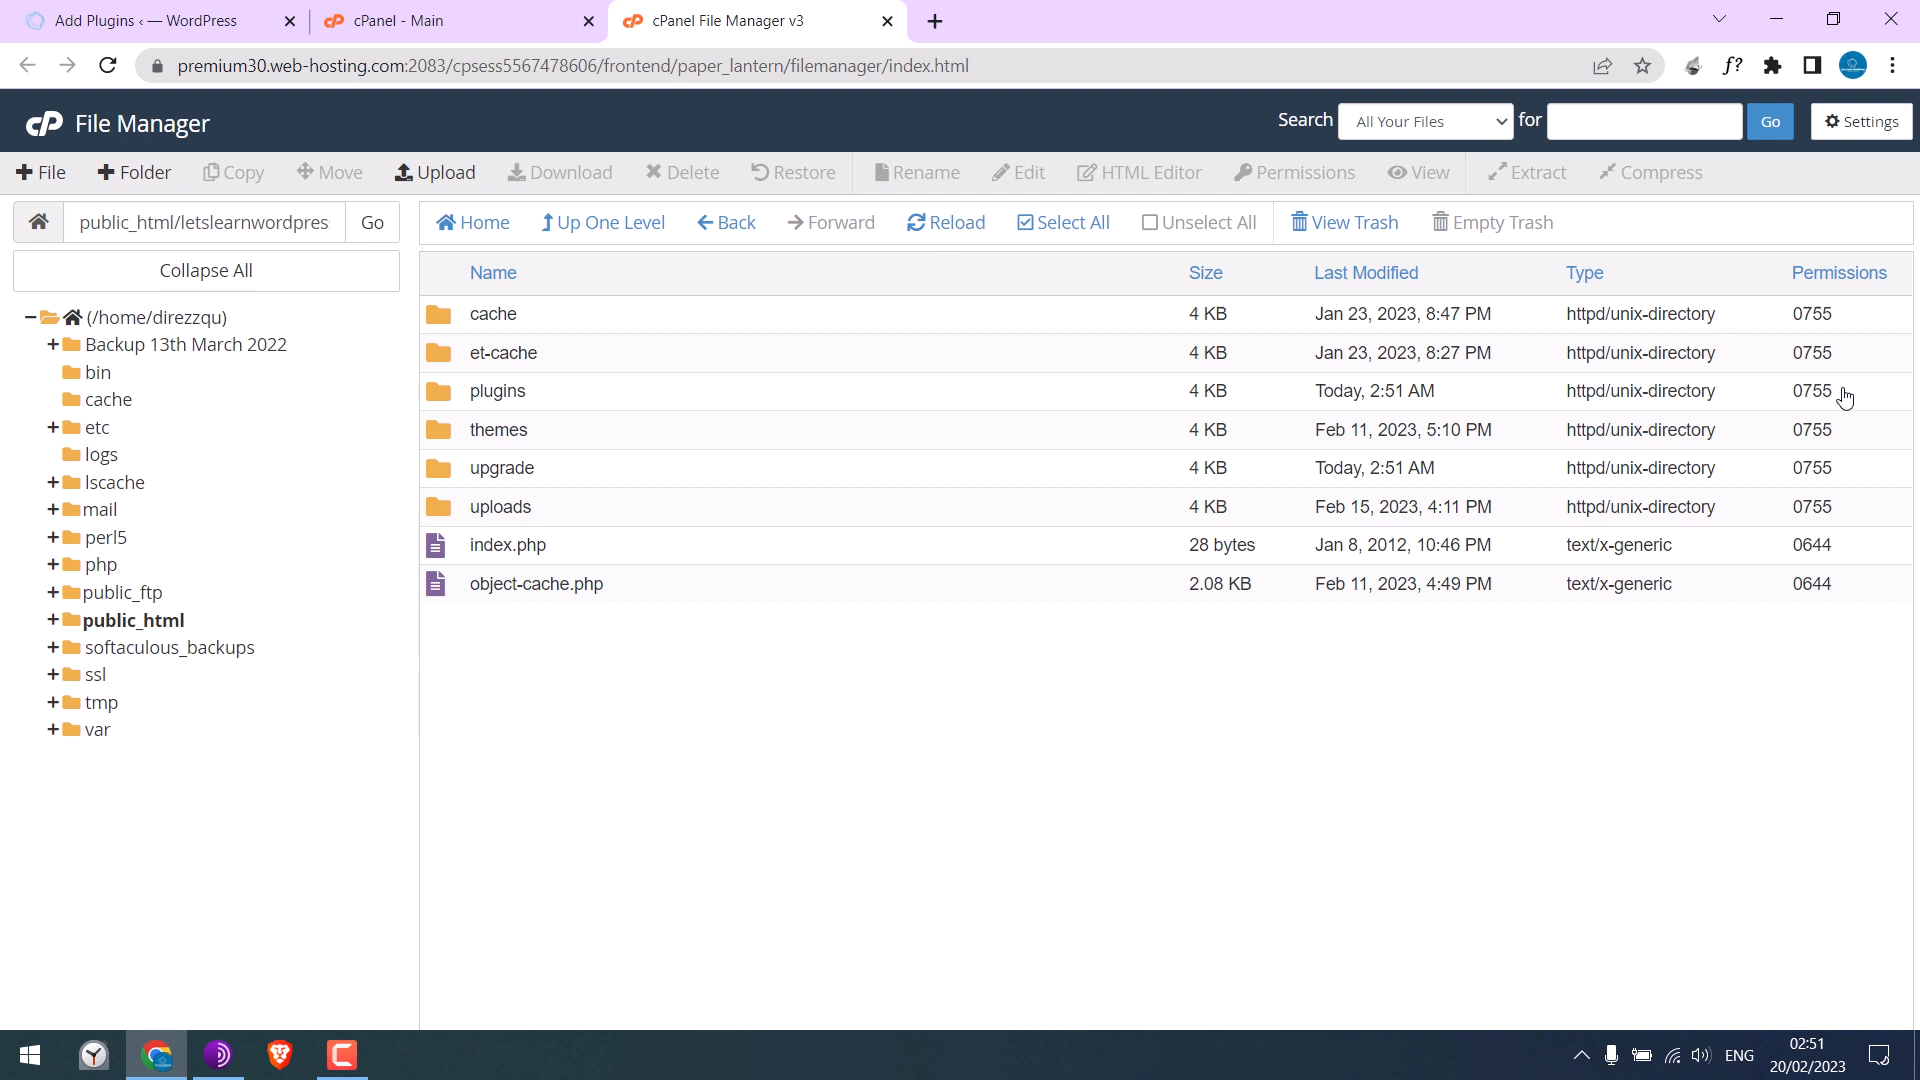 Add Plugins ‹ — WordPress
cPanel - Main
cPanel File Manager v3
premium30.web-hosting.com:2083/cpsess5567478606/frontend/paper_lantern/filemanager/index.html
f?
cP File Manager
Search All Your Files for Go Settings
File Folder Copy Move Upload Download Delete Restore Rename Edit HTML Editor Permissions View Extract Compress
public_html/letslearnwordpres Go
Home Up One Level Back Forward Reload Select All Unselect All View Trash Empty Trash
Collapse All
(/home/direzzqu)
Backup 13th March 2022
bin
cache
etc
logs
lscache
mail
perl5
php
public_ftp
public_html
softaculous_backups
ssl
tmp
var
Name Size Last Modified Type Permissions
cache 4 KB Jan 23, 2023, 8:47 PM httpd/unix-directory 0755
et-cache 4 KB Jan 23, 2023, 8:27 PM httpd/unix-directory 0755
plugins 4 KB Today, 2:51 AM httpd/unix-directory 0755
themes 4 KB Feb 11, 2023, 5:10 PM httpd/unix-directory 0755
upgrade 4 KB Today, 2:51 AM httpd/unix-directory 0755
uploads 4 KB Feb 15, 2023, 4:11 PM httpd/unix-directory 0755
index.php 28 bytes Jan 8, 2012, 10:46 PM text/x-generic 0644
object-cache.php 2.08 KB Feb 11, 2023, 4:49 PM text/x-generic 0644
ENG
02:51
20/02/2023